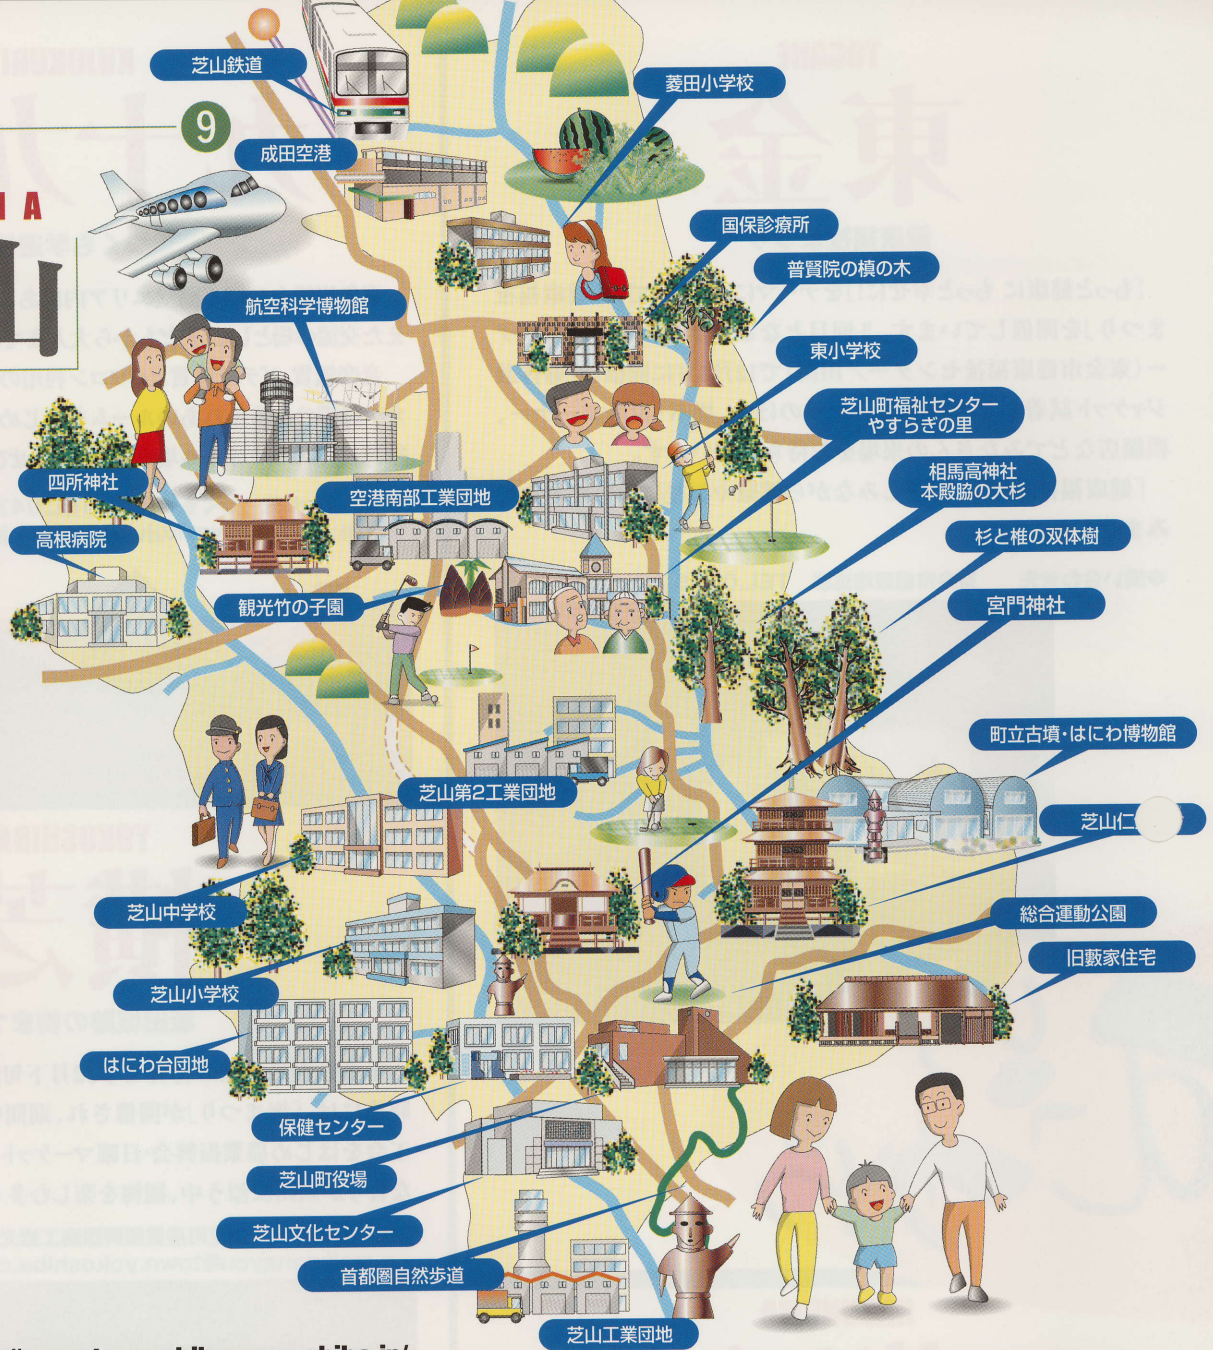 芝山鉄道
菱田小学校
9
成田空港
IA
山
国保診療所
普賢院の槙の木
航空科学博物館
東小学校
芝山町福祉センター
やすらぎの里
四所神社
空港南部工業団地
相馬高神社
本殿脇の大杉
高根病院
杉と椎の双体樹
観光竹の子園
宮門神社
町立古墳・はにわ博物館
芝山第2工業団地
芝山仁
芝山中学校
総合運動公園
旧藪家住宅
芝山小学校
はにわ台団地
保健センター
芝山町役場
芝山文化センター
首都圏自然歩道
芝山工業団地